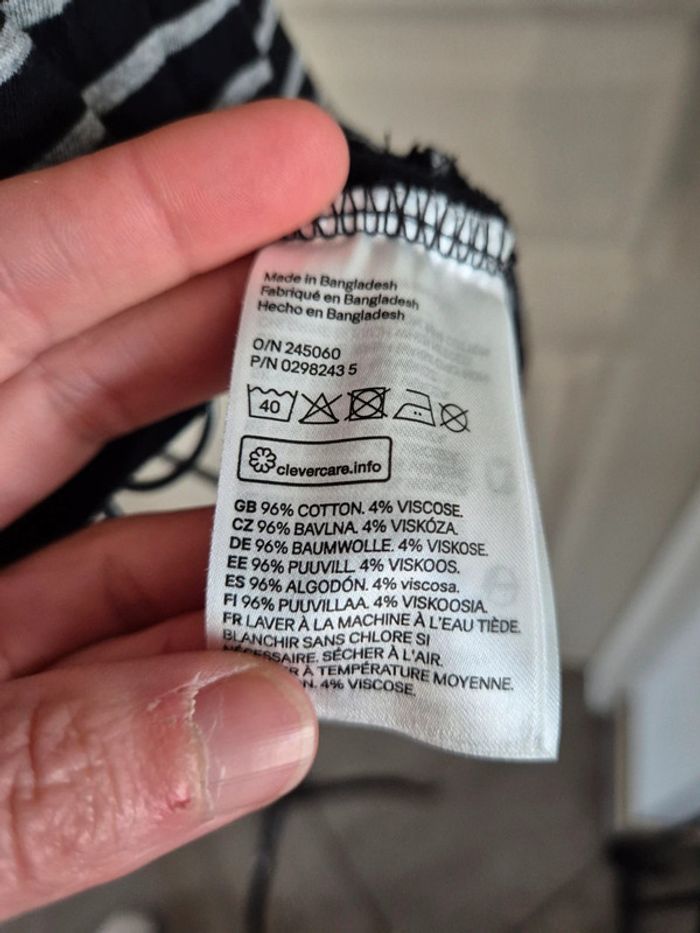 Made in Bangladesh
Fabriqué en Bangladesh
Hecho en Bangladesh
O/N 245060
P/N 0298243 5
40
clevercare.info
GB 96% COTTON. 4% VISCOSE.
CZ 96% BAVLNA. 4% VISKÓZA.
DE 96% BAUMWOLLE. 4% VISKOSE.
EE 96% PUUVILL. 4% VISKOOS.
ES 96% ALGODÓN. 4% viscosa.
FI 96% PUUVILLAA. 4% VISKOOSIA.
FR LAVER À LA MACHINE À L'EAU TIÈDE.
BLANCHIR SANS CHLORE SI
NÉCESSAIRE. SÉCHER À L'AIR.
À TEMPÉRATURE MOYENNE.
4% VISCOSE.